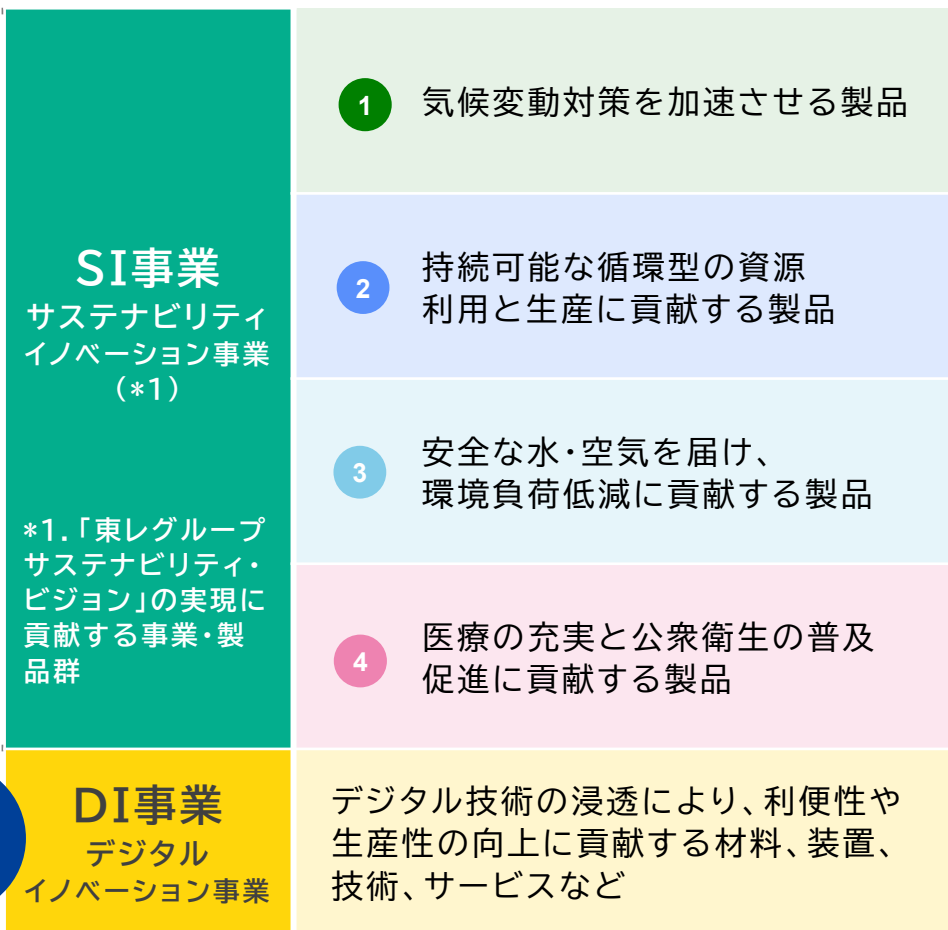 SI事業
サステナビリティ
イノベーション事業
(*1)
*1.「東レグループ
サステナビリティ・
ビジョン」の実現に
貢献する事業・製
品群
1
気候変動対策を加速させる製品
2
持続可能な循環型の資源
利用と生産に貢献する製品
3
安全な水・空気を届け、
環境負荷低減に貢献する製品
4
医療の充実と公衆衛生の普及
促進に貢献する製品
DI事業
デジタル
イノベーション事業
デジタル技術の浸透により、利便性や
生産性の向上に貢献する材料、装置、
技術、サービスなど